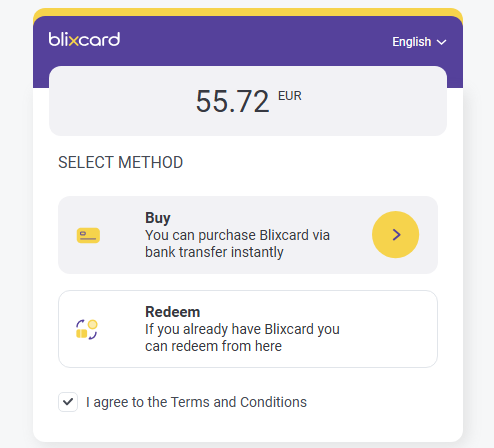 blixcard
English
55.72 EUR
SELECT METHOD
Buy
You can purchase Blixcard via
bank transfer instantly
Redeem
If you already have Blixcard you
can redeem from here
I agree to the Terms and Conditions